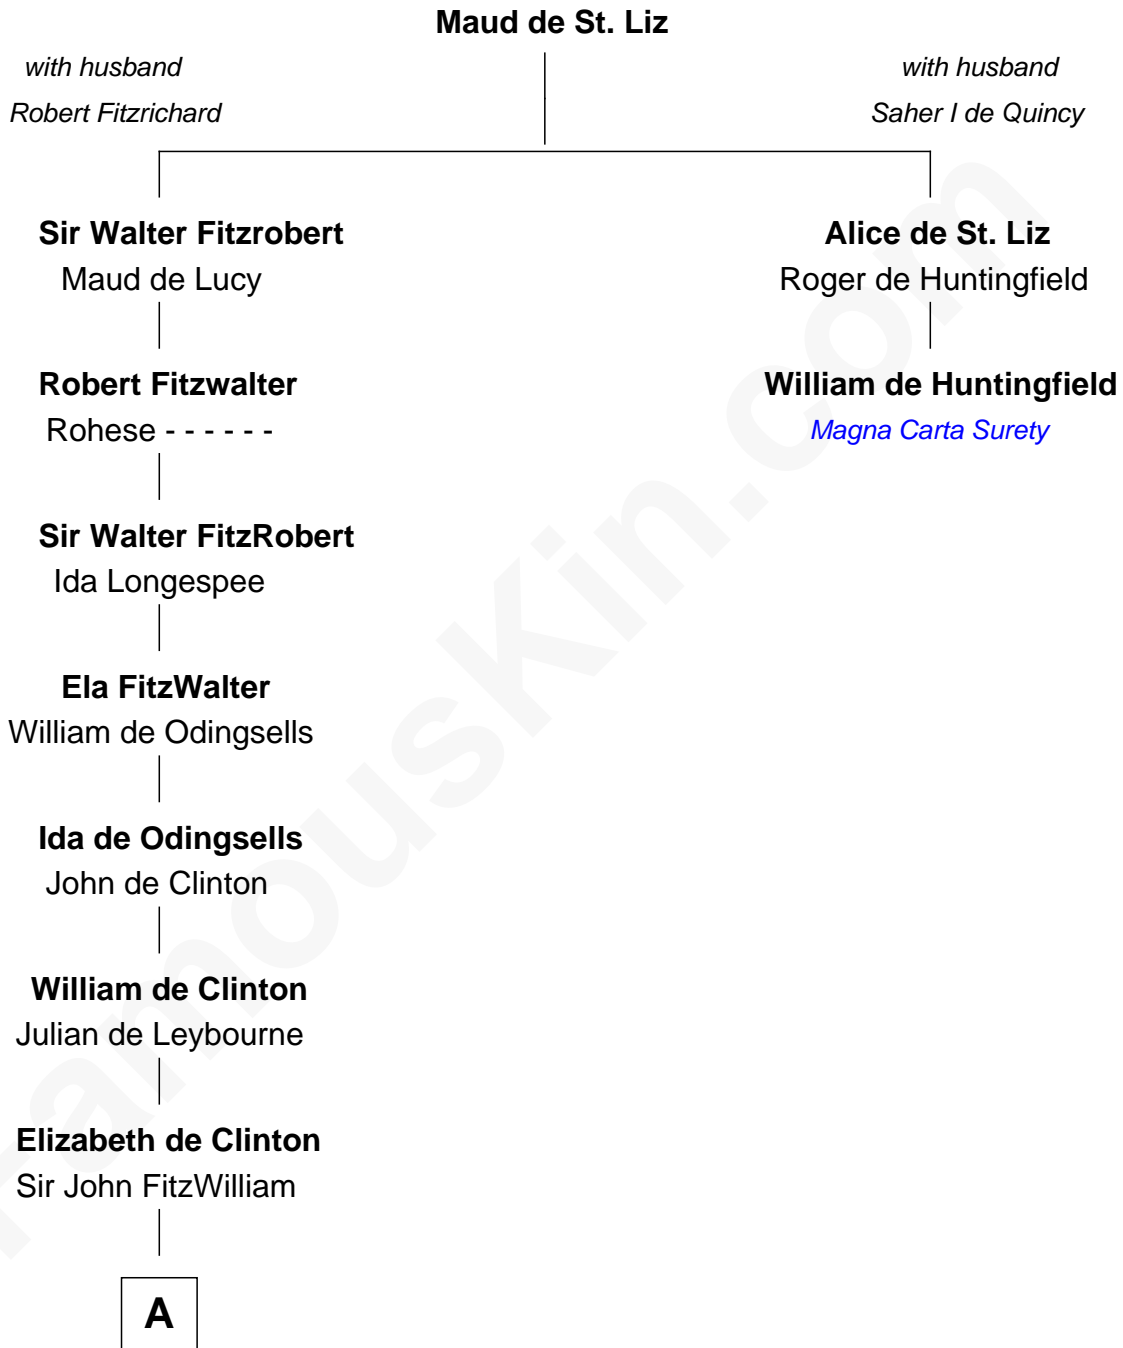 Maud de St. Liz
with husband
Robert Fitzrichard
with husband
Saher I de Quincy
Sir Walter Fitzrobert
Maud de Lucy
Alice de St. Liz
Roger de Huntingfield
Robert Fitzwalter
Rohese - - - - - -
William de Huntingfield
Magna Carta Surety
Sir Walter FitzRobert
Ida Longespee
Ela FitzWalter
William de Odingsells
Ida de Odingsells
John de Clinton
William de Clinton
Julian de Leybourne
Elizabeth de Clinton
Sir John FitzWilliam
A
FamousKin.com